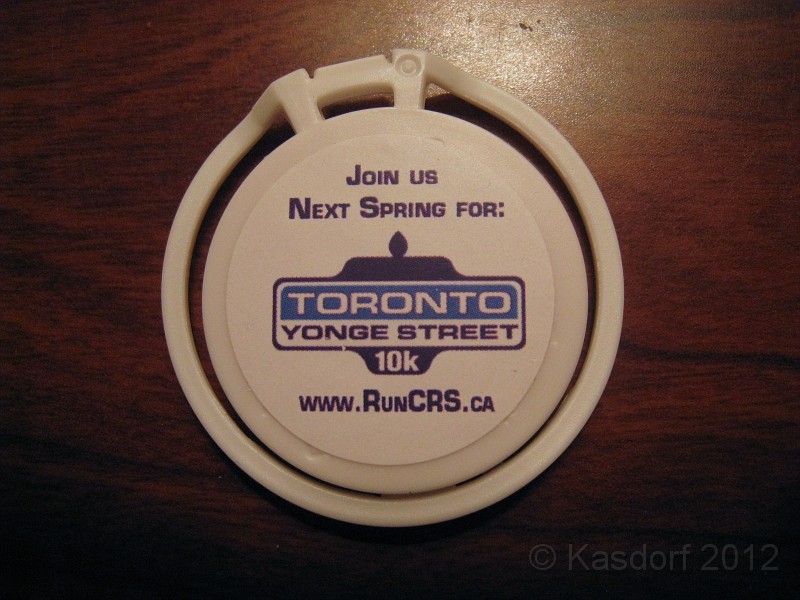 Join us
Next Spring for:
TORONTO
YONGE STREET
10k
www.RunCRS.ca
© Kasdorf 2012